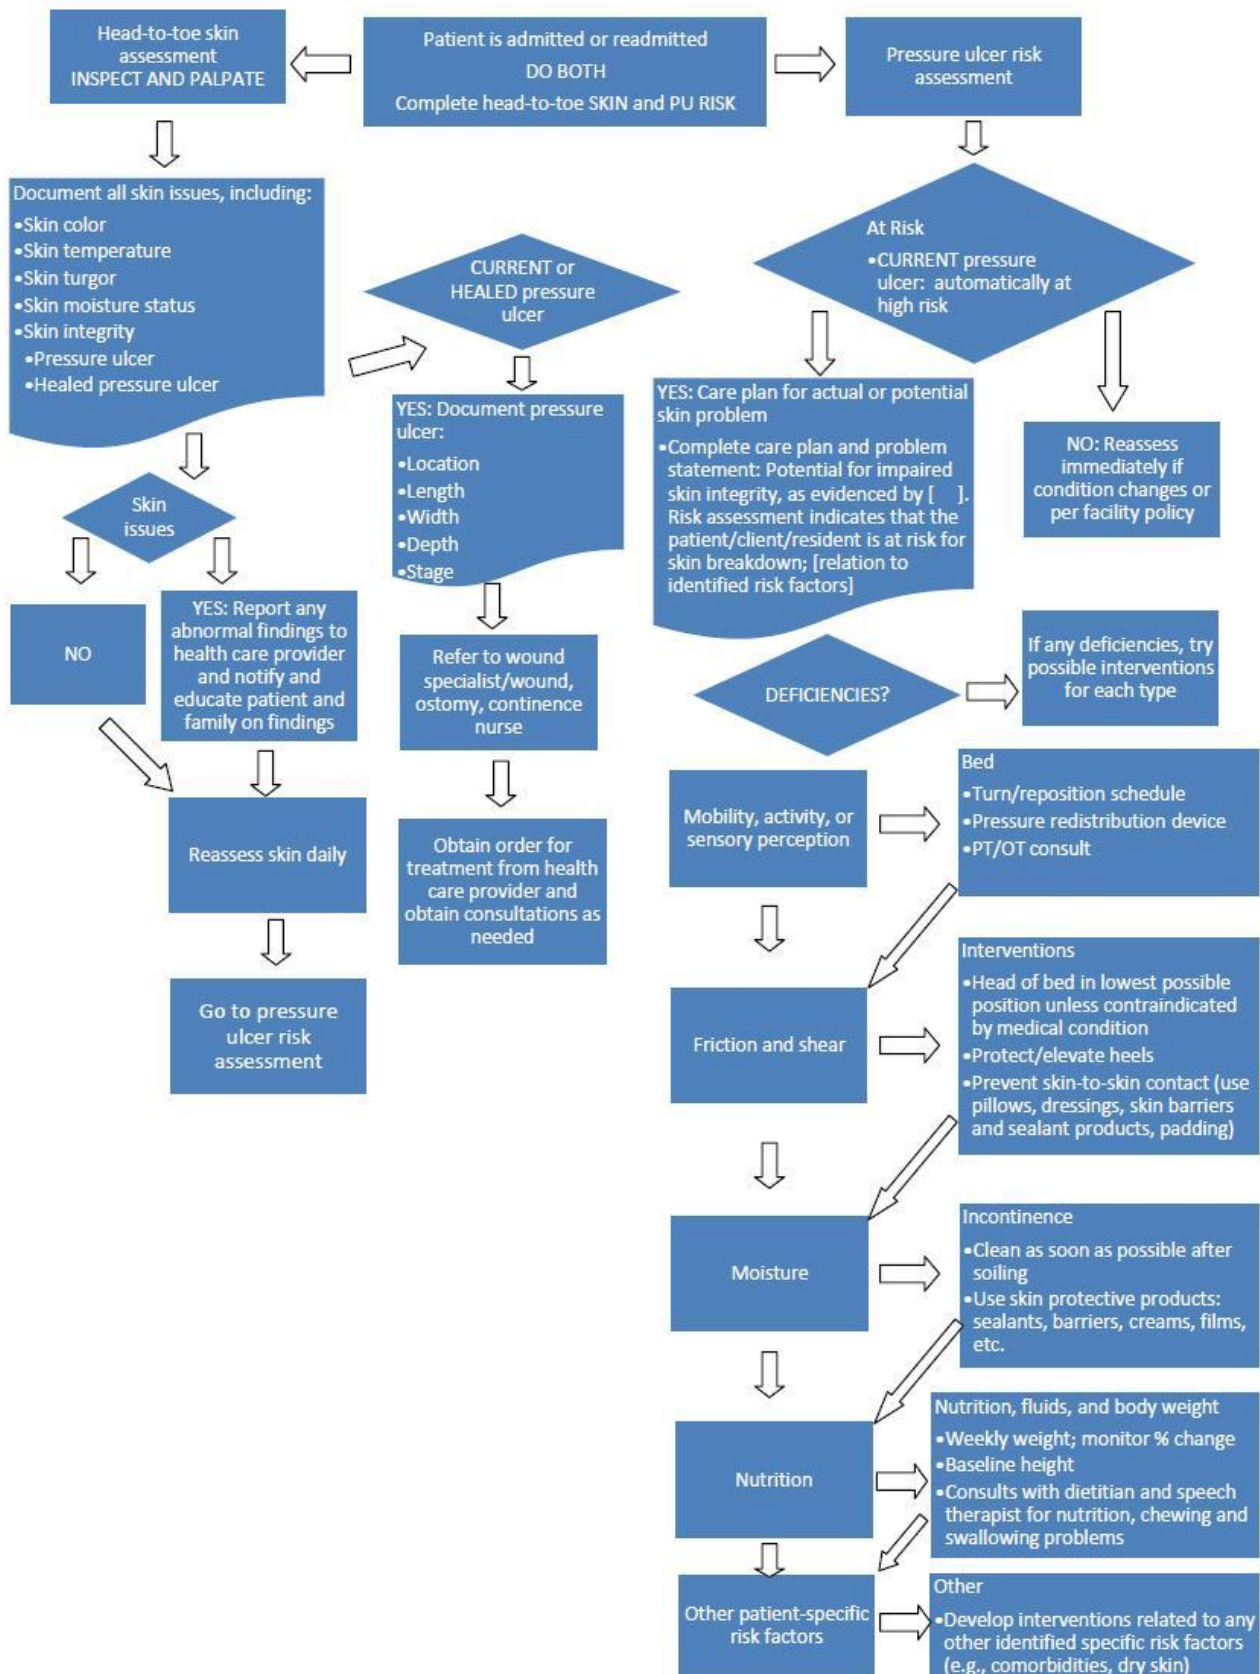 Head-to-toe skin
assessment
INSPECT AND PALPATE
Patient is admitted or readmitted
DO BOTH
Complete head-to-toe SKIN and PU RISK
Pressure ulcer risk
assessment
Document all skin issues, including:
•Skin color
•Skin temperature
•Skin turgor
•Skin moisture status
•Skin integrity
•Pressure ulcer
•Healed pressure ulcer
CURRENT or
HEALED pressure
ulcer
At Risk
•CURRENT pressure
ulcer: automatically at
high risk
YES: Document pressure
ulcer:
•Location
•Length
•Width
•Depth
•Stage
YES: Care plan for actual or potential
skin problem
•Complete care plan and problem
statement: Potential for impaired
skin integrity, as evidenced by [ ].
Risk assessment indicates that the
patient/client/resident is at risk for
skin breakdown; [relation to
identified risk factors]
NO: Reassess
immediately if
condition changes or
per facility policy
Skin
issues
NO
YES: Report any
abnormal findings to
health care provider
and notify and
educate patient and
family on findings
Refer to wound
specialist/wound,
ostomy, continence
nurse
DEFICIENCIES?
If any deficiencies, try
possible interventions
for each type
Reassess skin daily
Obtain order for
treatment from health
care provider and
obtain consultations as
needed
Mobility, activity, or
sensory perception
Bed
•Turn/reposition schedule
•Pressure redistribution device
•PT/OT consult
Go to pressure
ulcer risk
assessment
Friction and shear
Interventions
•Head of bed in lowest possible
position unless contraindicated
by medical condition
•Protect/elevate heels
•Prevent skin-to-skin contact (use
pillows, dressings, skin barriers
and sealant products, padding)
Moisture
Incontinence
•Clean as soon as possible after
soiling
•Use skin protective products:
sealants, barriers, creams, films,
etc.
Nutrition
Nutrition, fluids, and body weight
•Weekly weight; monitor % change
•Baseline height
•Consults with dietitian and speech
therapist for nutrition, chewing and
swallowing problems
Other patient-specific
risk factors
Other
•Develop interventions related to any
other identified specific risk factors
(e.g., comorbidities, dry skin)